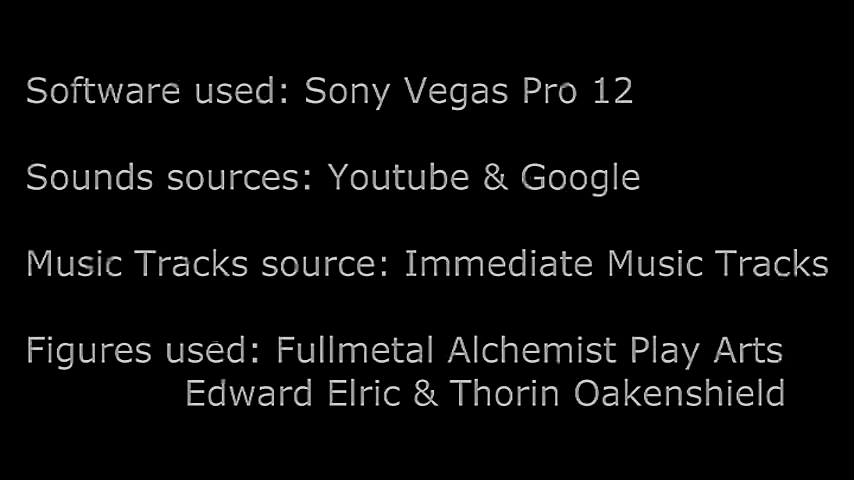 Software used: Sony Vegas Pro 12
Sounds sources: Youtube & Google
Music Tracks source: Immediate Music Tracks
Figures used: Fullmetal Alchemist Play Arts
Edward Elric & Thorin Oakenshield